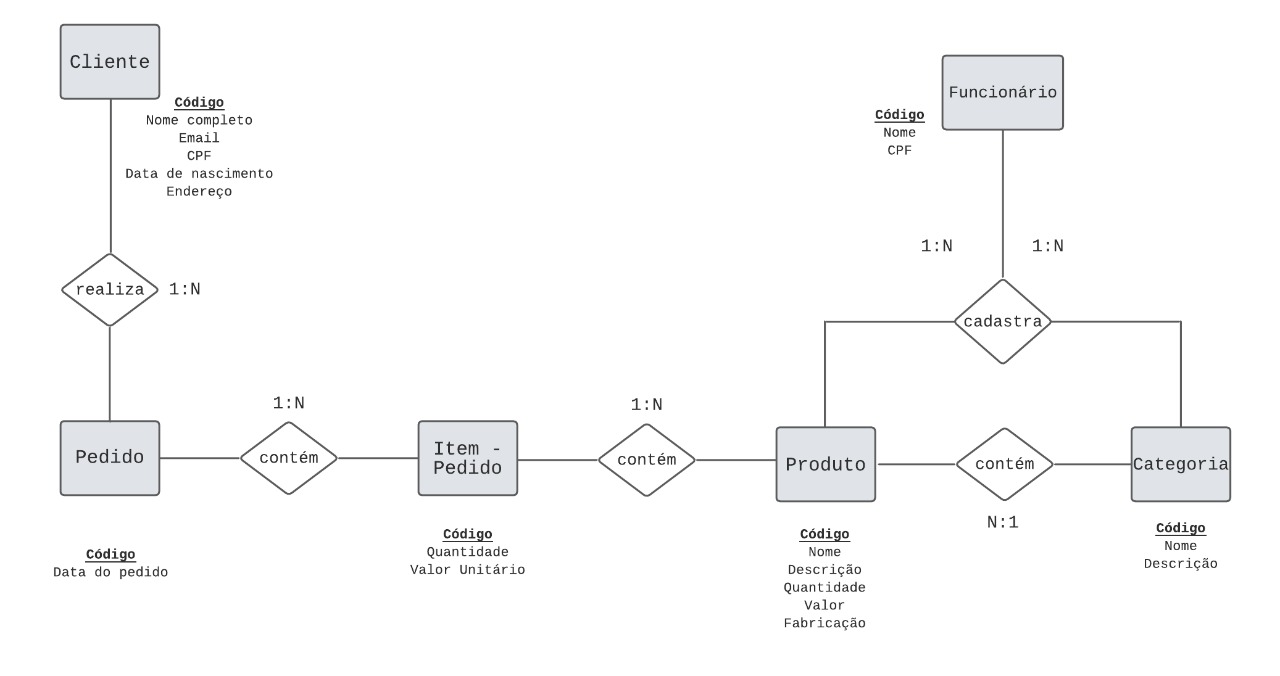 Cliente
Código
Nome completo
Email
CPF
Data de nascimento
Endereço
realiza
1:N
Pedido
Código
Data do pedido
1:N
contém
Item -
Pedido
Código
Quantidade
Valor Unitário
1:N
contém
Funcionário
Código
Nome
CPF
1:N
1:N
cadastra
Produto
Código
Nome
Descrição
Quantidade
Valor
Fabricação
contém
N:1
Categoria
Código
Nome
Descrição